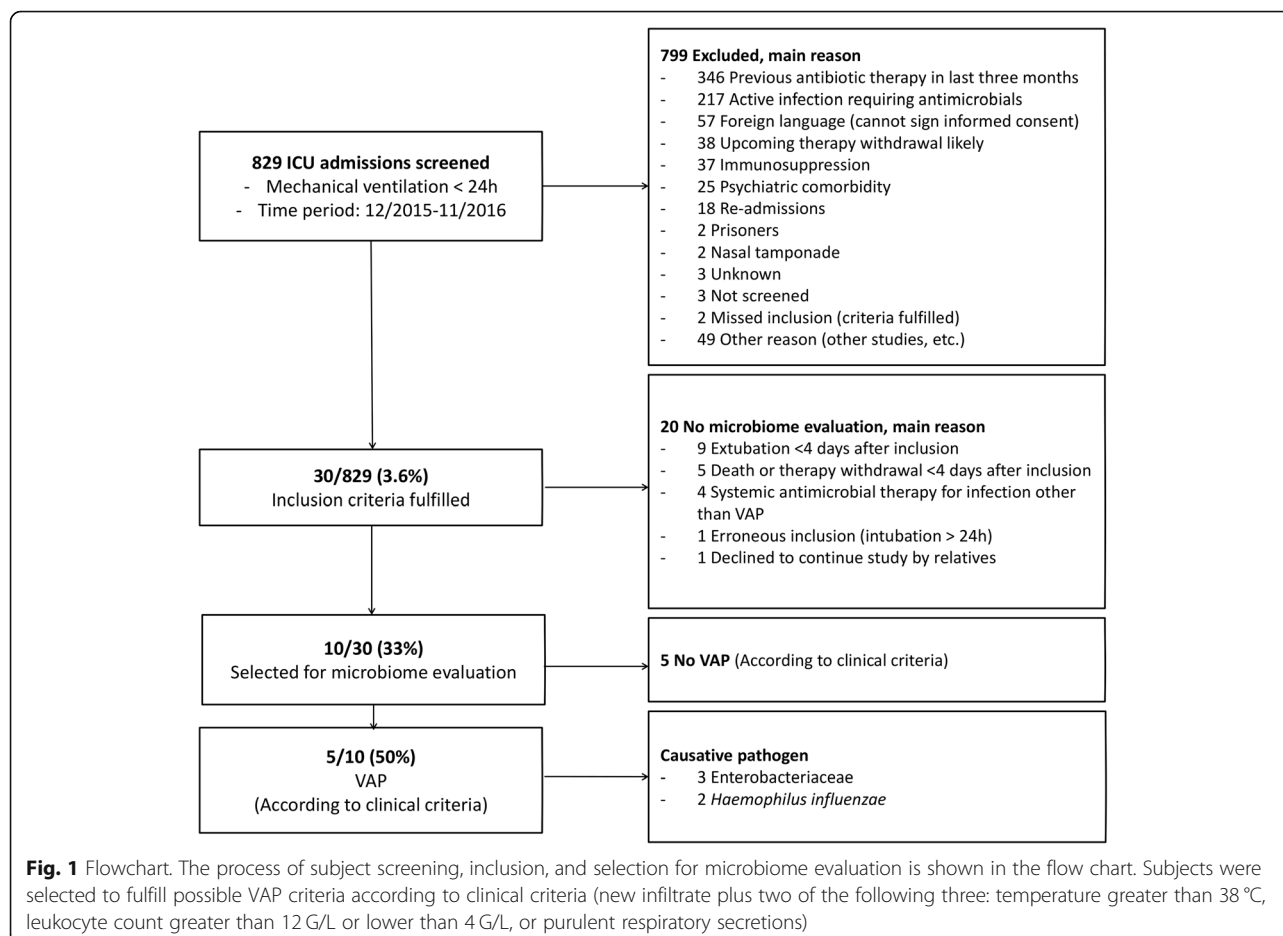 829 ICU admissions screened
- Mechanical ventilation < 24h
- Time period: 12/2015-11/2016
799 Excluded, main reason
- 346 Previous antibiotic therapy in last three months
- 217 Active infection requiring antimicrobials
- 57 Foreign language (cannot sign informed consent)
- 38 Upcoming therapy withdrawal likely
- 37 Immunosuppression
- 25 Psychiatric comorbidity
- 18 Re-admissions
- 2 Prisoners
- 2 Nasal tamponade
- 3 Unknown
- 3 Not screened
- 2 Missed inclusion (criteria fulfilled)
- 49 Other reason (other studies, etc.)
30/829 (3.6%)
Inclusion criteria fulfilled
20 No microbiome evaluation, main reason
- 9 Extubation <4 days after inclusion
- 5 Death or therapy withdrawal <4 days after inclusion
- 4 Systemic antimicrobial therapy for infection other
than VAP
- 1 Erroneous inclusion (intubation > 24h)
- 1 Declined to continue study by relatives
10/30 (33%)
Selected for microbiome evaluation
5 No VAP (According to clinical criteria)
5/10 (50%)
VAP
(According to clinical criteria)
Causative pathogen
- 3 Enterobacteriaceae
- 2 Haemophilus influenzae
Fig. 1 Flowchart. The process of subject screening, inclusion, and selection for microbiome evaluation is shown in the flow chart. Subjects were
selected to fulfill possible VAP criteria according to clinical criteria (new infiltrate plus two of the following three: temperature greater than 38 °C,
leukocyte count greater than 12 G/L or lower than 4 G/L, or purulent respiratory secretions)